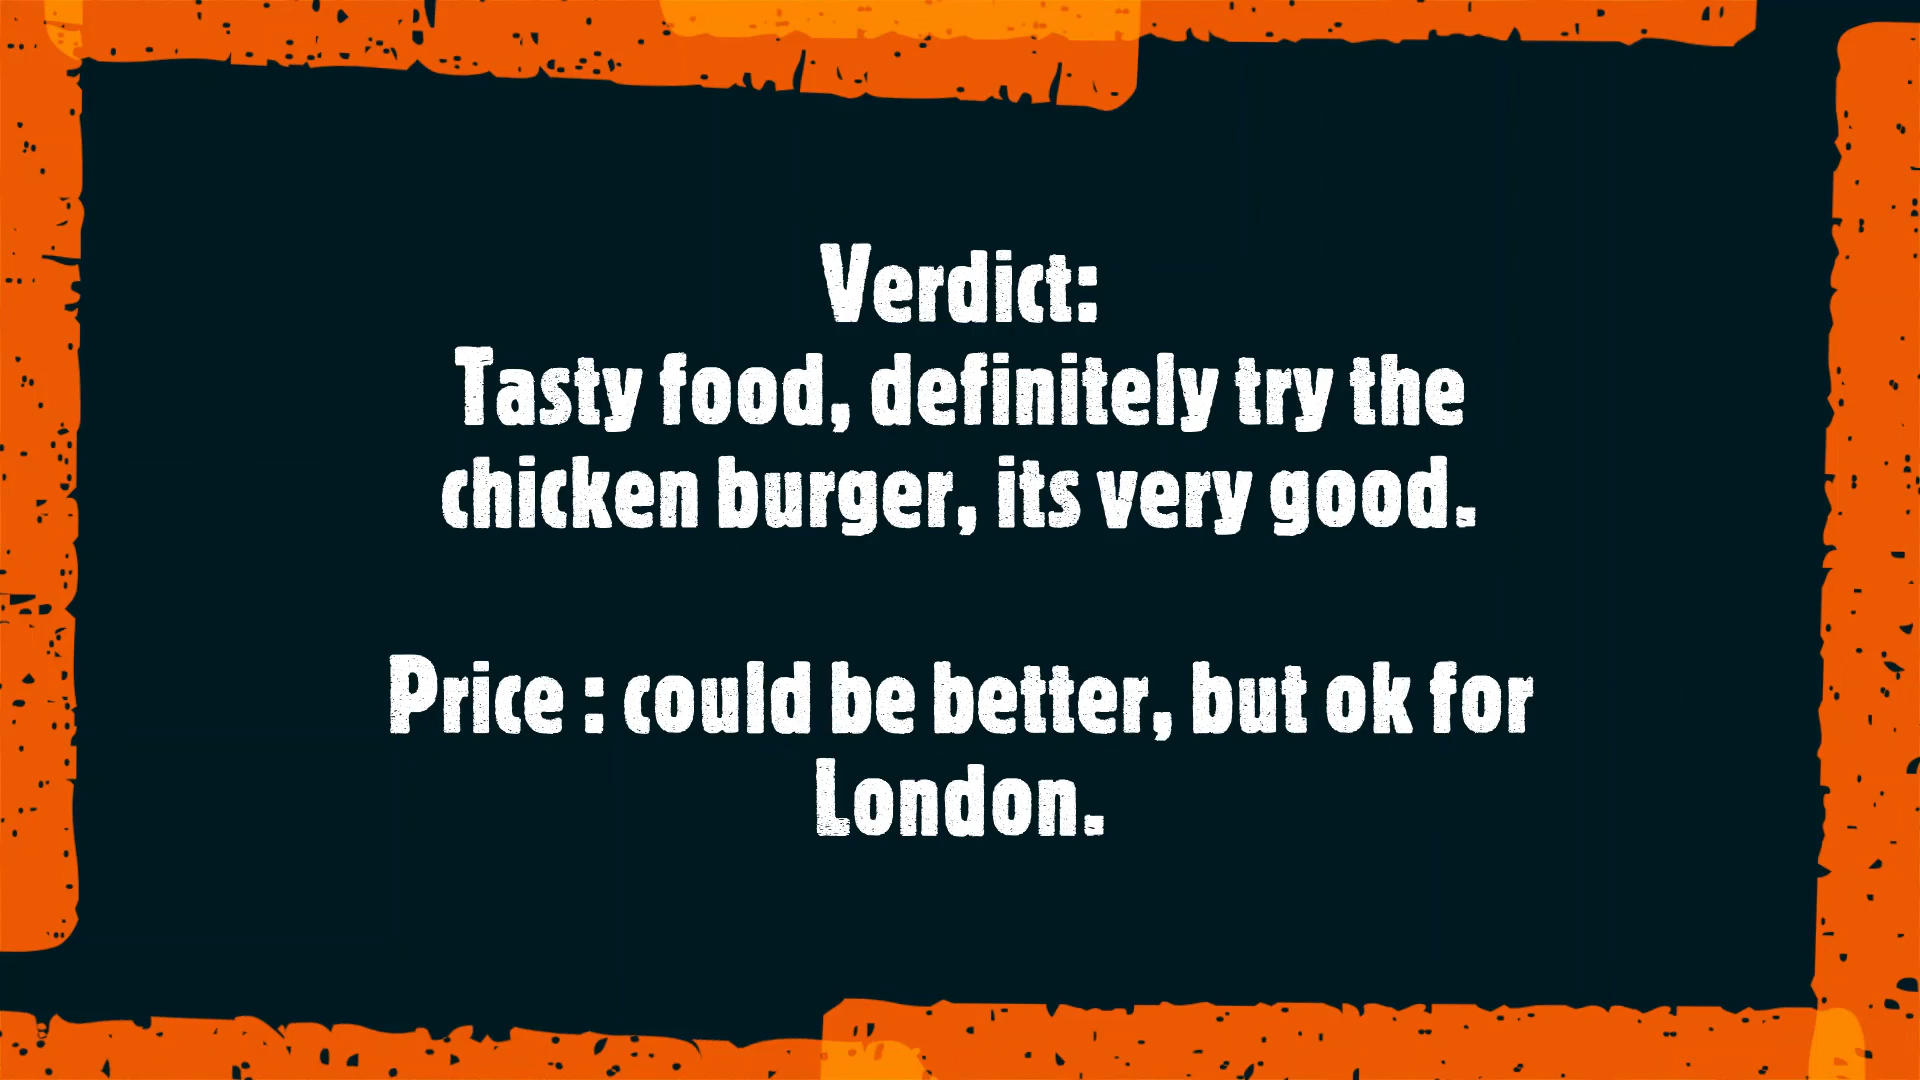 Verdict:
Tasty food, definitely try the
chicken burger, its very good.
Price : could be better, but ok for
London.